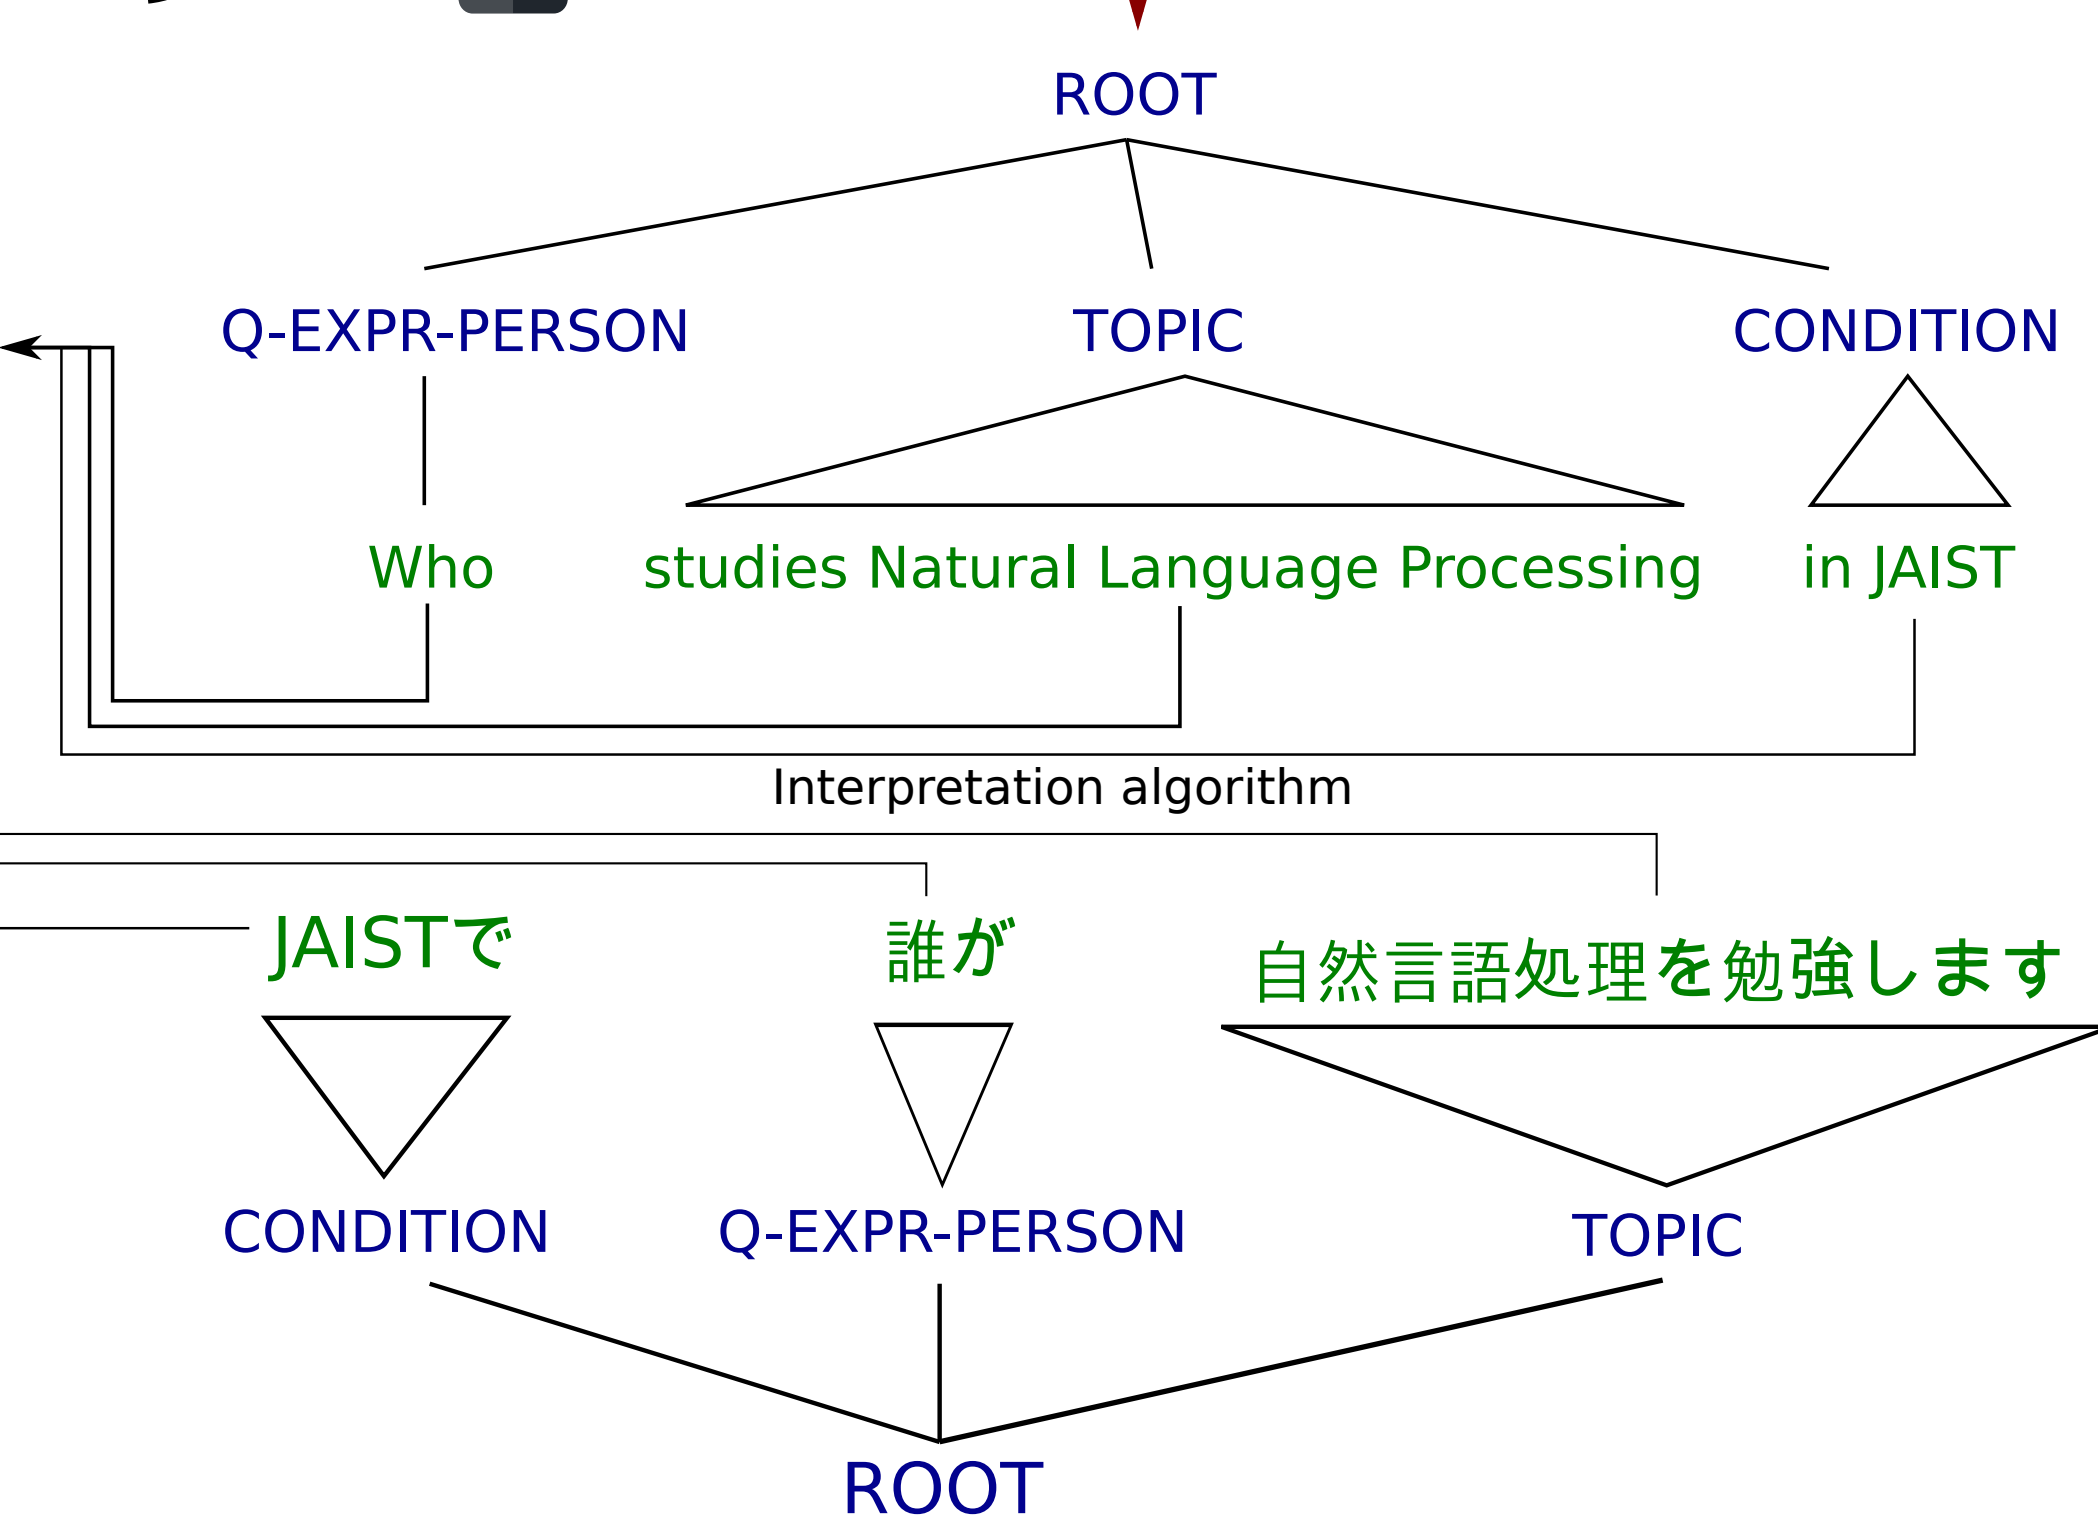 ROOT
Q-EXPR-PERSON TOPIC CONDITION
Who studies Natural Language Processing in JAIST
Interpretation algorithm
JAISTで 誰が 自然言語処理を勉強します
CONDITION Q-EXPR-PERSON TOPIC
ROOT